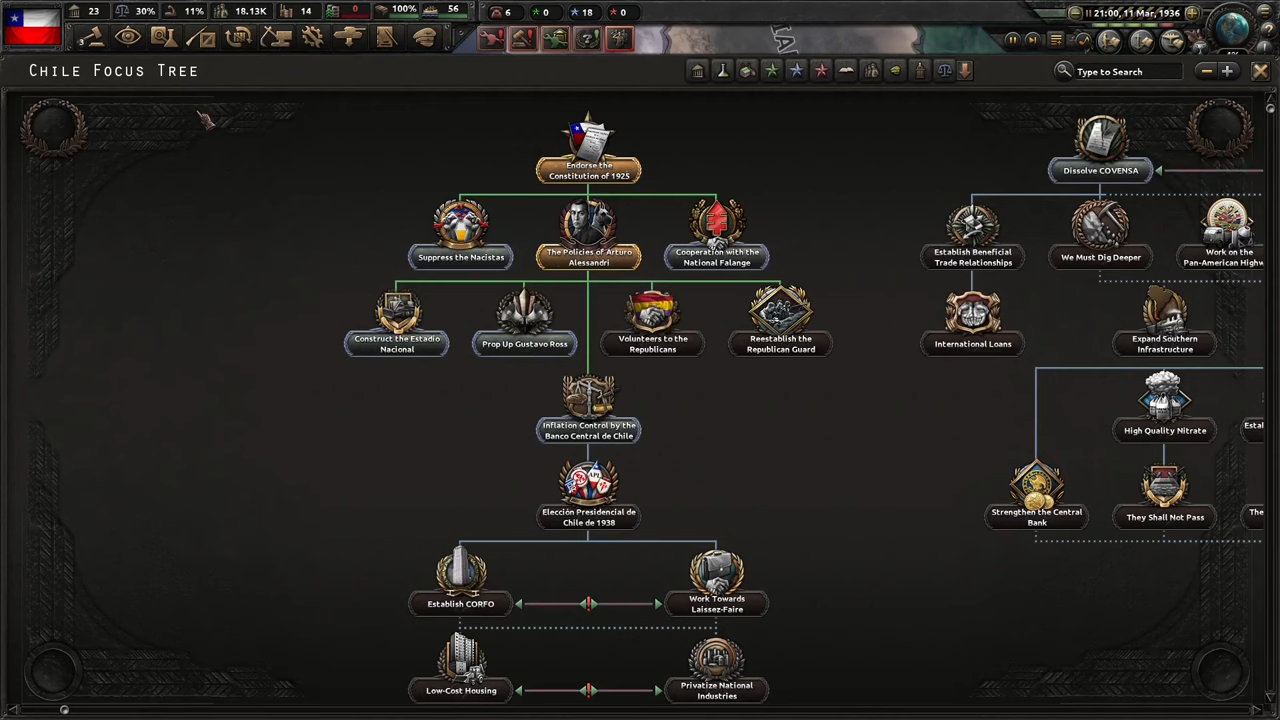 23
30%
11%
18.13K
14
0
100%
56
6
0
18
0
21:00, 11 Mar, 1936
3
Chile Focus Tree
Type to Search
Endorse the
Constitution of 1925
Dissolve COVENSA
Suppress the Nacistas
The Policies of Arturo
Alessandri
Cooperation with the
National Falange
Establish Beneficial
Trade Relationships
We Must Dig Deeper
Work on the
Pan-American Highw
Construct the Estadio
Nacional
Prop Up Gustavo Ross
Volunteers to the
Republicans
Reestablish the
Republican Guard
International Loans
Expand Southern
Infrastructure
Inflation Control by the
Banco Central de Chile
High Quality Nitrate
Estal
Elección Presidencial de
Chile de 1938
Strengthen the Central
Bank
They Shall Not Pass
The
Establish CORFO
Work Towards
Laissez-Faire
Low-Cost Housing
Privatize National
Industries